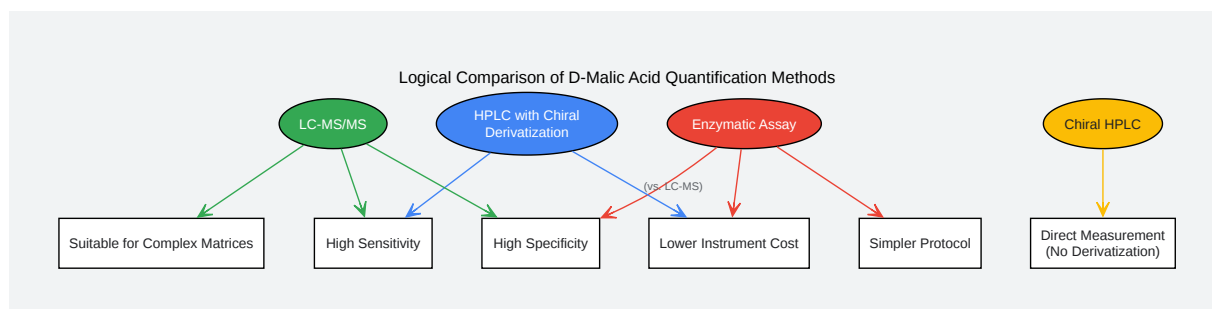 Logical Comparison of D-Malic Acid Quantification Methods
LC-MS/MS
HPLC with Chiral
Derivatization
Enzymatic Assay
Chiral HPLC
(vs. LC-MS)
Suitable for Complex Matrices
High Sensitivity
High Specificity
Lower Instrument Cost
Simpler Protocol
Direct Measurement
(No Derivatization)